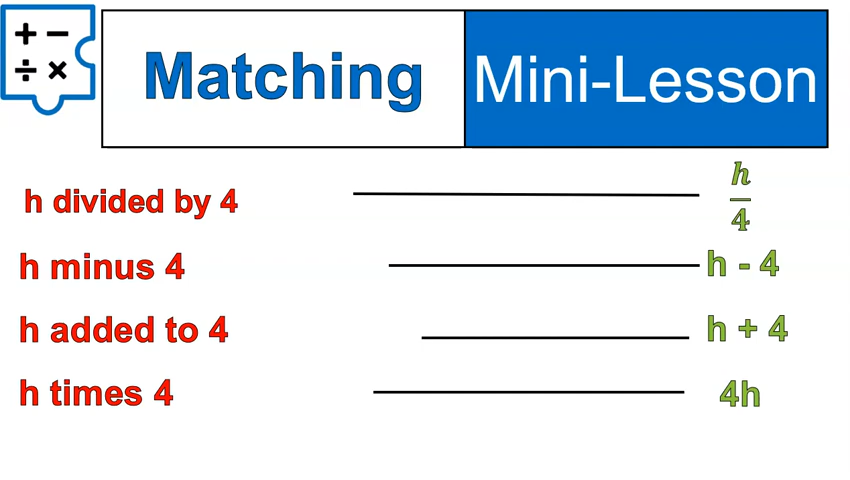 + −
÷ ×
Matching Mini-Lesson
h divided by 4 h/4
h minus 4 h - 4
h added to 4 h + 4
h times 4 4h